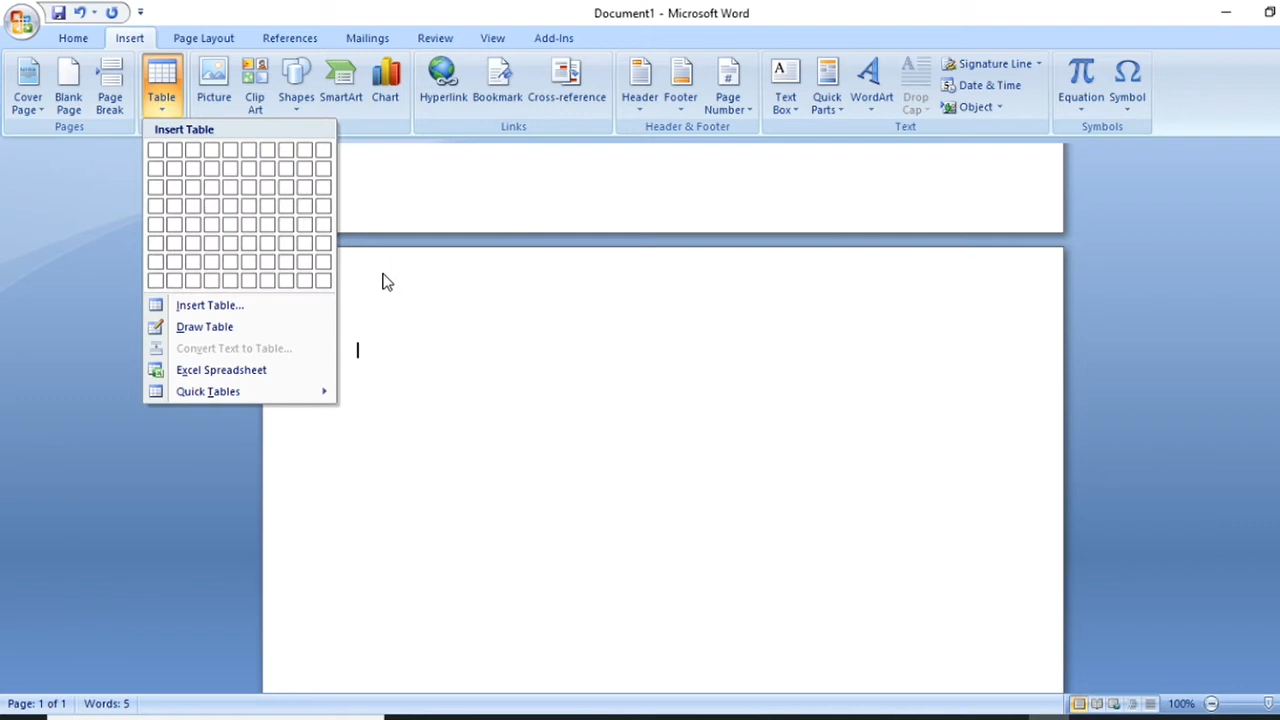 Document1 - Microsoft Word
Home Insert Page Layout References Mailings Review View Add-Ins
Cover Page Blank Page Page Break Table Picture Clip Art Shapes SmartArt Chart Hyperlink Bookmark Cross-reference Header Footer Page Number Text Box Quick Parts WordArt Drop Cap Signature Line Date & Time Object Equation Symbol
Pages Links Header & Footer Text Symbols
Insert Table
Insert Table...
Draw Table
Convert Text to Table...
Excel Spreadsheet
Quick Tables
Page: 1 of 1 Words: 5 100%